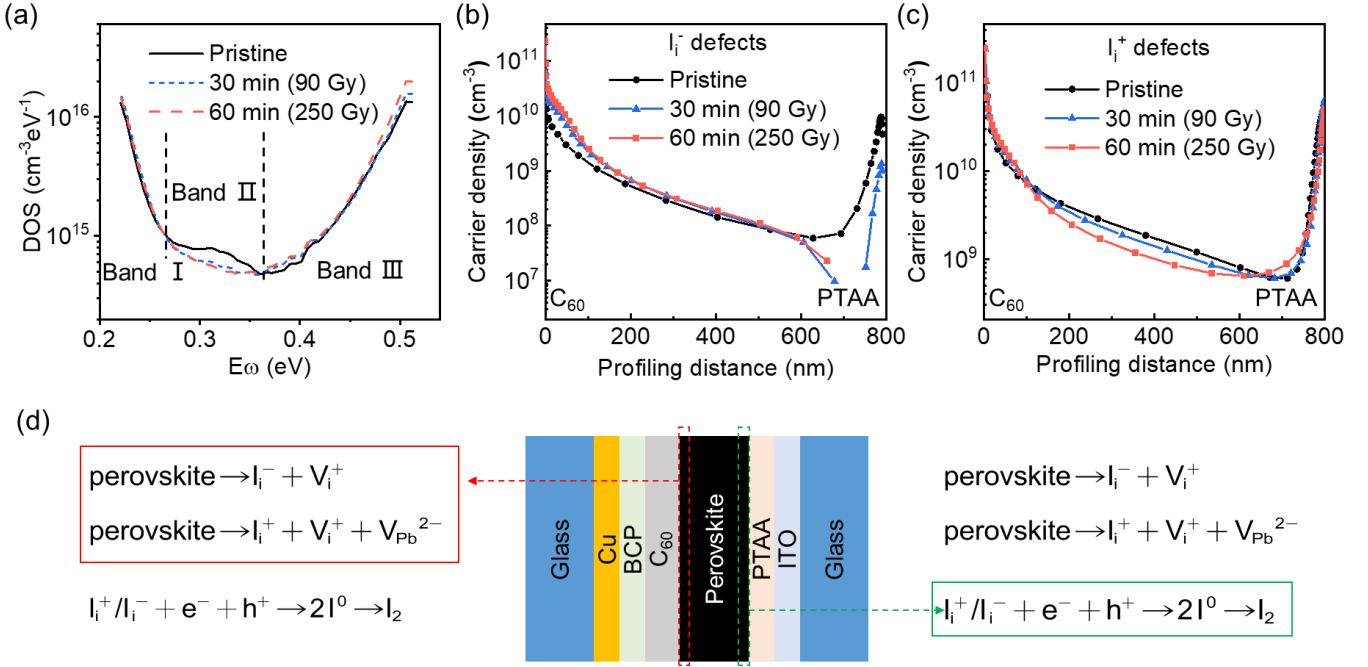 (a)
Pristine
30 min (90 Gy)
60 min (250 Gy)
10¹⁶
10¹⁵
DOS (cm⁻³eV⁻¹)
Band I
Band II
Band III
0.2 0.3 0.4 0.5
Eω (eV)
(b)
Iᵢ⁻ defects
Pristine
30 min (90 Gy)
60 min (250 Gy)
10¹¹
10¹⁰
10⁹
10⁸
10⁷
Carrier density (cm⁻³)
C₆₀
PTAA
0 200 400 600 800
Profiling distance (nm)
(c)
Iᵢ⁺ defects
Pristine
30 min (90 Gy)
60 min (250 Gy)
10¹¹
10¹⁰
10⁹
Carrier density (cm⁻³)
C₆₀
PTAA
0 200 400 600 800
Profiling distance (nm)
(d)
perovskite→Iᵢ⁻ + Vᵢ⁺
perovskite→Iᵢ⁺ + Vᵢ⁺ + V_Pb²⁻
Iᵢ⁺/Iᵢ⁻ + e⁻ + h⁺→2I⁰→I₂
Glass
Cu
BCP
C₆₀
Perovskite
PTAA
ITO
Glass
perovskite→Iᵢ⁻ + Vᵢ⁺
perovskite→Iᵢ⁺ + Vᵢ⁺ + V_Pb²⁻
Iᵢ⁺/Iᵢ⁻ + e⁻ + h⁺→2I⁰→I₂